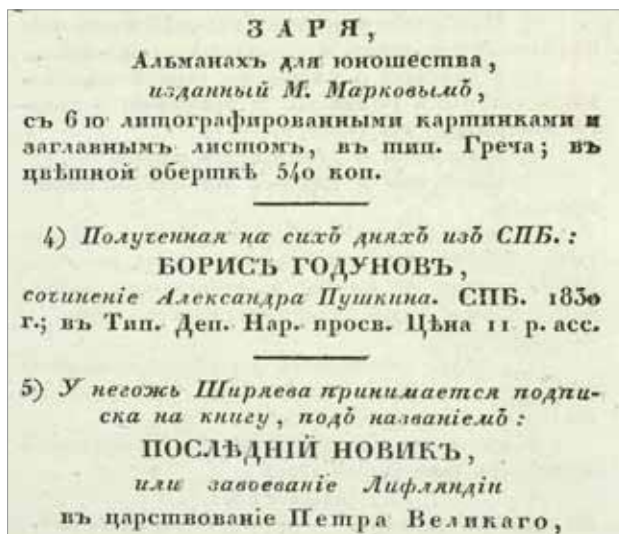 ЗАРЯ,
Альманахъ для юношества,
изданный М. Марковымъ,
съ 6 ю лищографированными картинками и
заглавнымъ листомъ, въ тип. Греча; въ
цвѣтной оберткѣ 540 коп.
4) Полученная на сихъ дняхъ изъ СПБ.:
БОРИСЪ ГОДУНОВЪ,
сочиненіе Александра Пушкина. СПБ. 1830
г.; въ Тип. Деп. Нар. просв. Цѣна 11 р. асс.
5) У негожь Ширяева принимается подпи-
ска на книгу, подъ названіемъ:
ПОСЛѢДНІЙ НОВИКЪ,
или завоеваніе Лифляндіи
въ царствованіе Петра Великаго,